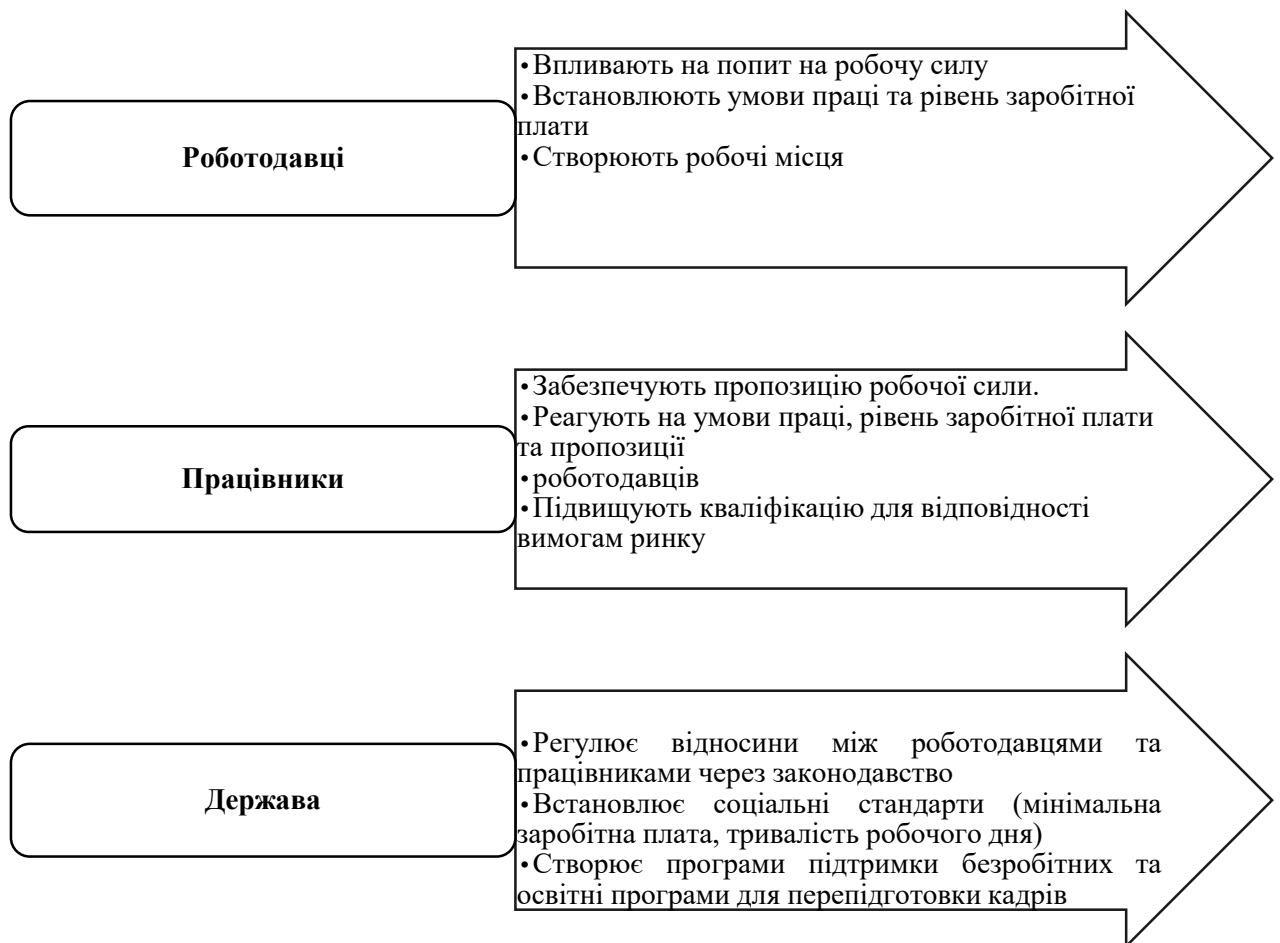 •Впливають на попит на робочу силу
•Встановлюють умови праці та рівень заробітної
плати
•Створюють робочі місця
Роботодавці
•Забезпечують пропозицію робочої сили.
•Реагують на умови праці, рівень заробітної плати
та пропозиції
•роботодавців
•Підвищують кваліфікацію для відповідності
вимогам ринку
Працівники
•Регулює відносини між роботодавцями та
працівниками через законодавство
•Встановлює соціальні стандарти (мінімальна
заробітна плата, тривалість робочого дня)
•Створює програми підтримки безробітних та
освітні програми для перепідготовки кадрів
Держава